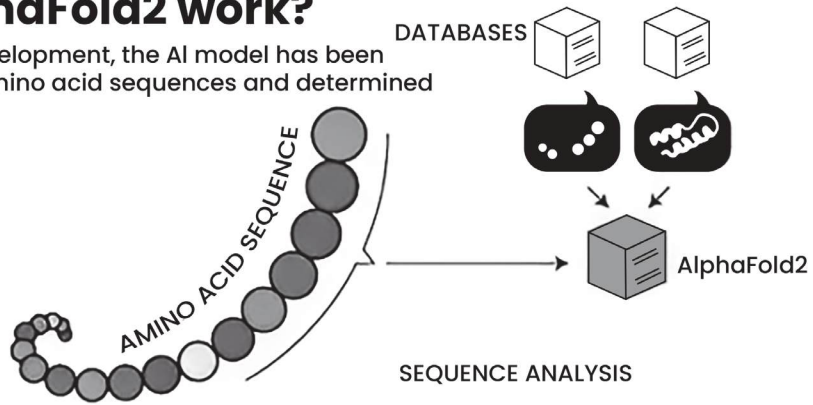 haFold2 work?
elopment, the AI model has been
nino acid sequences and determined
DATABASES
AMINO ACID SEQUENCE
AlphaFold2
SEQUENCE ANALYSIS